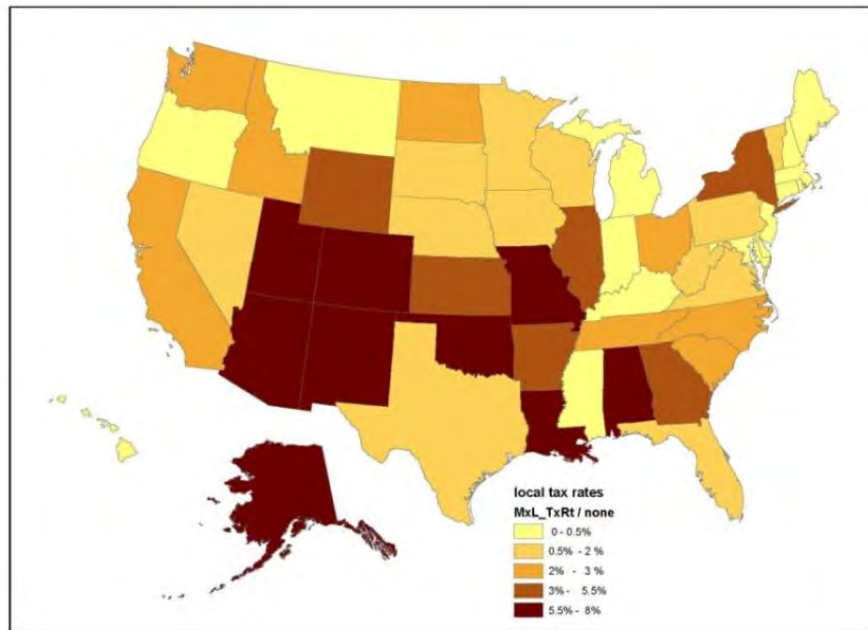 local tax rates
MxL_TxRt / none
0 - 0.5%
0.5% - 2 %
2% - 3 %
3% - 5.5%
5.5% - 8%